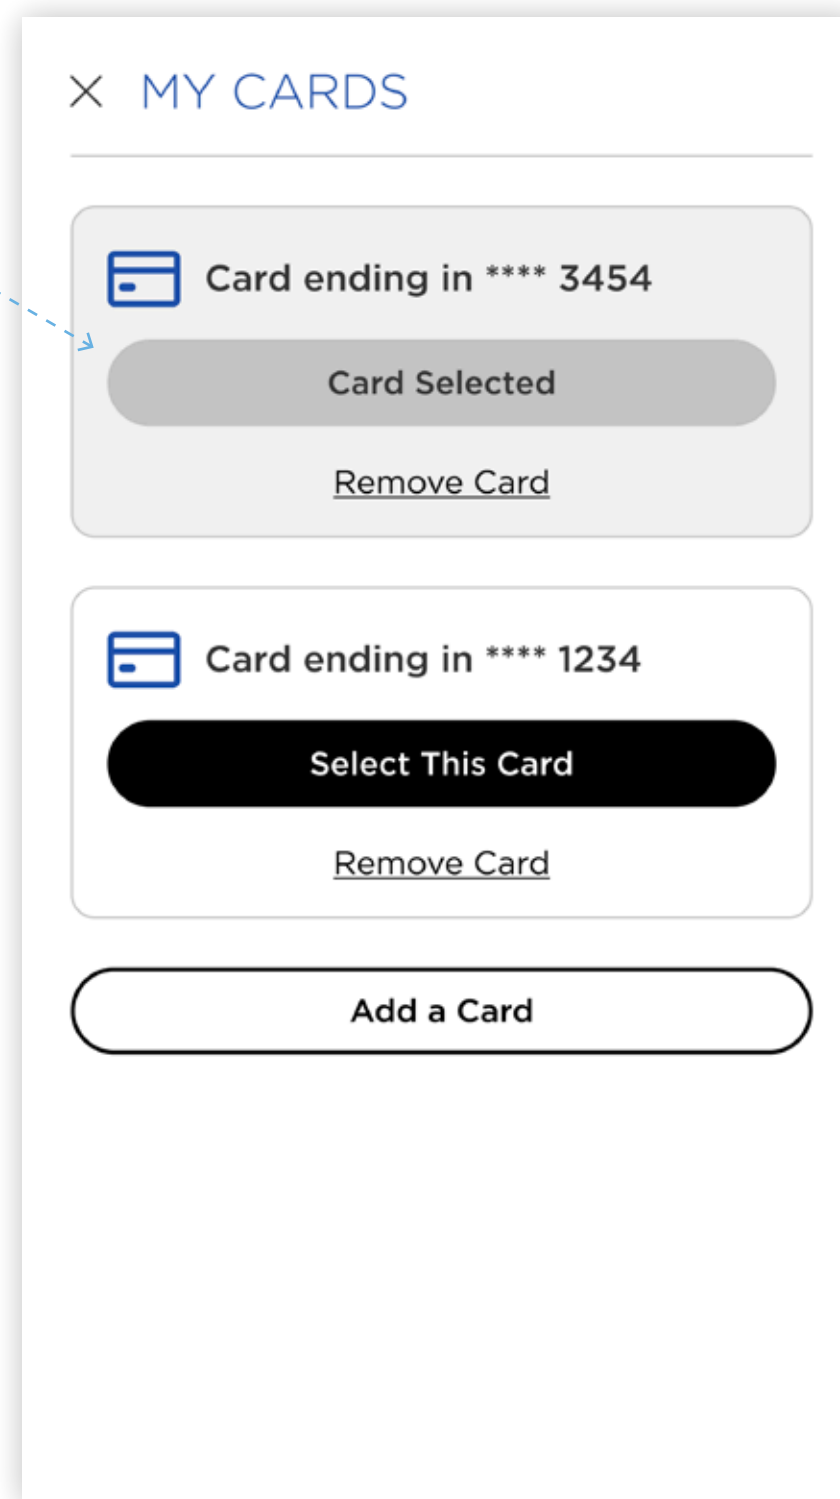 MY CARDS
Card ending in **** 3454
Card Selected
Remove Card
Card ending in **** 1234
Select This Card
Remove Card
Add a Card